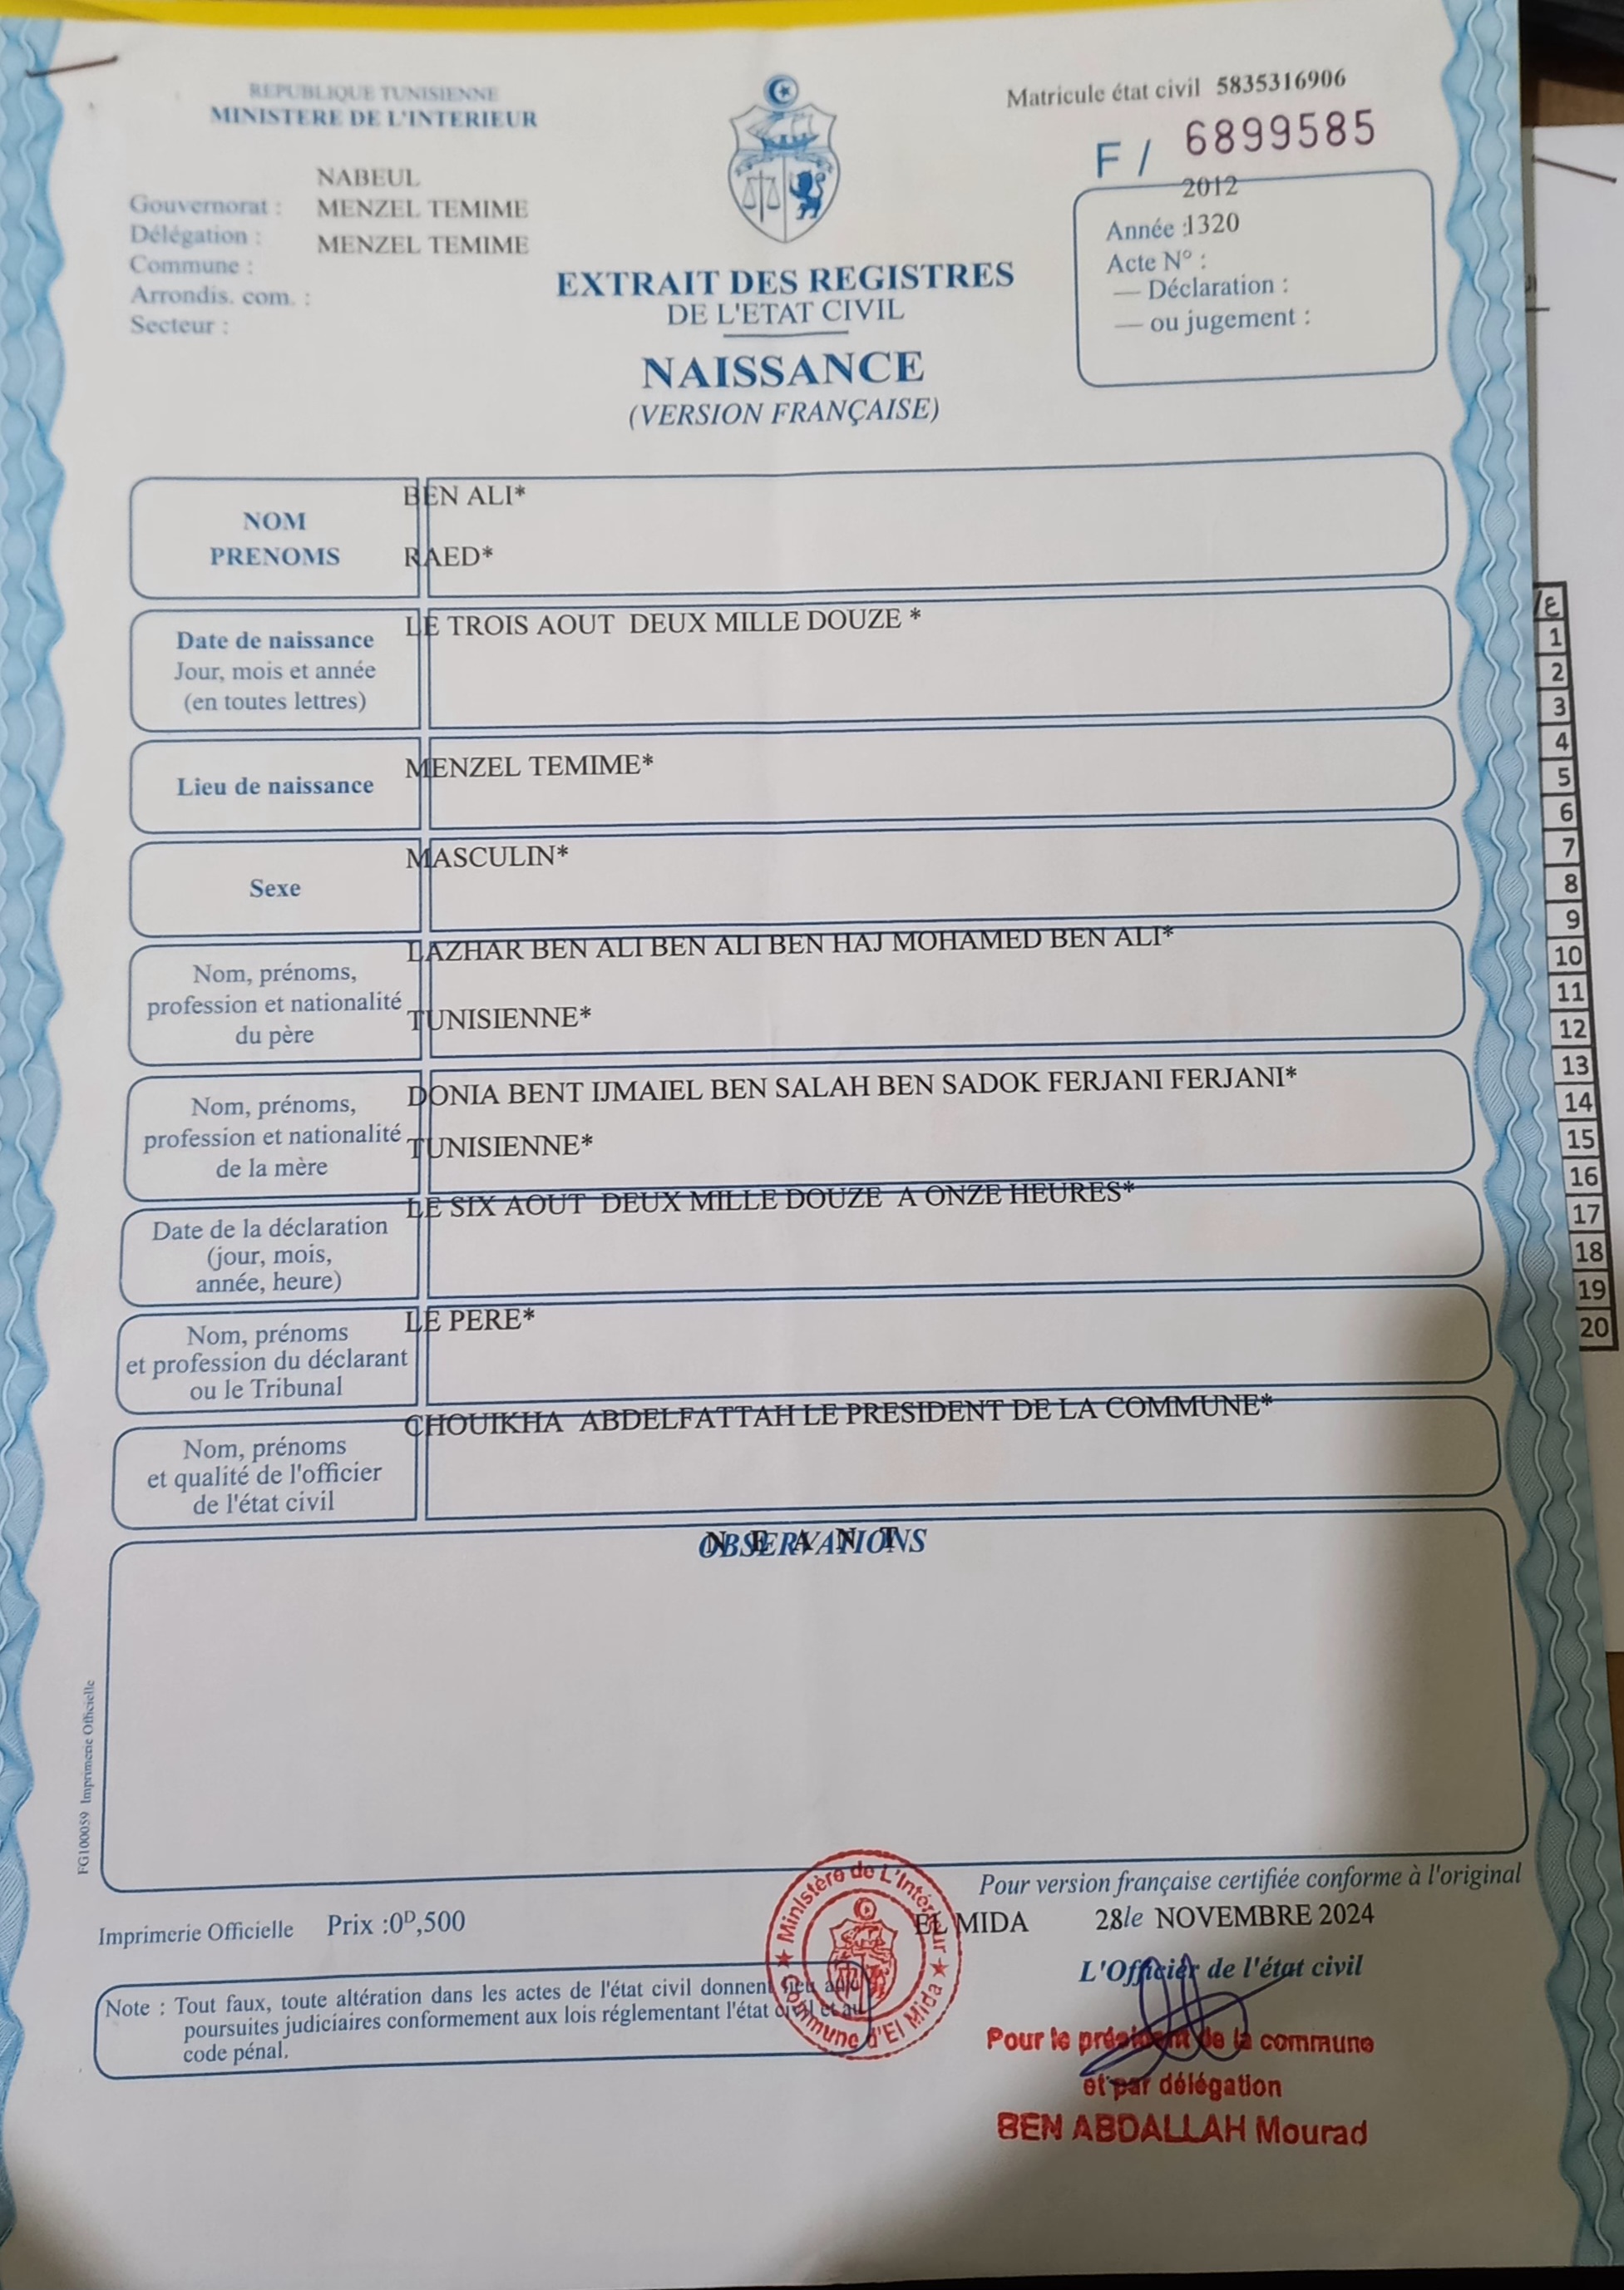 REPUBLIQUE TUNISIENNE
MINISTERE DE L'INTERIEUR
NABEUL
Gouvernorat : MENZEL TEMIME
Délégation : MENZEL TEMIME
Commune :
Arrondis. com. :
Secteur :
Matricule état civil 5835316906
F / 6899585
2012
Année :1320
Acte N° :
— Déclaration :
— ou jugement :
EXTRAIT DES REGISTRES
DE L'ETAT CIVIL
NAISSANCE
(VERSION FRANÇAISE)
NOM BEN ALI*
PRENOMS RAED*
LE TROIS AOUT DEUX MILLE DOUZE *
Date de naissance
Jour, mois et année
(en toutes lettres)
MENZEL TEMIME*
Lieu de naissance
MASCULIN*
Sexe
LAZHAR BEN ALI BEN ALI BEN HAJ MOHAMED BEN ALI*
Nom, prénoms,
profession et nationalité
du père
TUNISIENNE*
DONIA BENT IJMAIEL BEN SALAH BEN SADOK FERJANI FERJANI*
Nom, prénoms,
profession et nationalité
de la mère
TUNISIENNE*
LE SIX AOUT DEUX MILLE DOUZE A ONZE HEURES*
Date de la déclaration
(jour, mois,
année, heure)
LE PERE*
Nom, prénoms
et profession du déclarant
ou le Tribunal
CHOUIKHA ABDELFATTAH LE PRESIDENT DE LA COMMUNE*
Nom, prénoms
et qualité de l'officier
de l'état civil
OBSERVATIONS
N E A N T
FG100059 Imprimerie Officielle
Pour version française certifiée conforme à l'original
Imprimerie Officielle Prix :0D,500
EL MIDA 28le NOVEMBRE 2024
L'Officier de l'état civil
Note : Tout faux, toute altération dans les actes de l'état civil donnent lieu aux
poursuites judiciaires conformement aux lois réglementant l'état civil et au
code pénal.
Ministère de L'Intérieur
Commune d'El Mida
Pour le président de la commune
et par délégation
BEN ABDALLAH Mourad
ع/
1
2
3
4
5
6
7
8
9
10
11
12
13
14
15
16
17
18
19
20